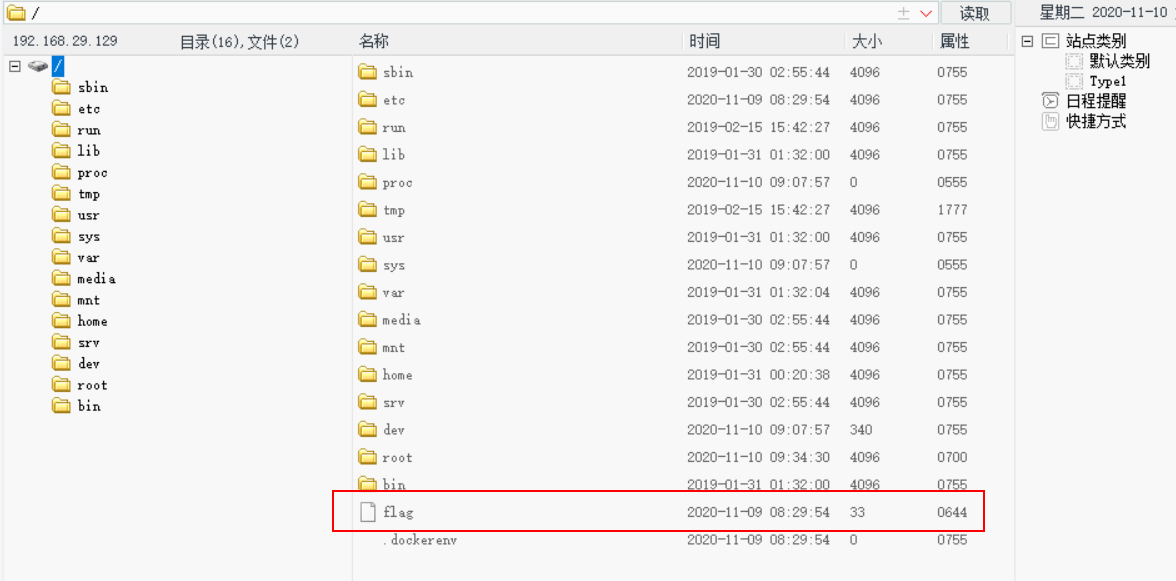 / 读取 星期二 2020-11-10
192.168.29.129 目录(16),文件(2) 名称 时间 大小 属性
/
sbin
etc
run
lib
proc
tmp
usr
sys
var
media
mnt
home
srv
dev
root
bin
sbin 2019-01-30 02:55:44 4096 0755
etc 2020-11-09 08:29:54 4096 0755
run 2019-02-15 15:42:27 4096 0755
lib 2019-01-31 01:32:00 4096 0755
proc 2020-11-10 09:07:57 0 0555
tmp 2019-02-15 15:42:27 4096 1777
usr 2019-01-31 01:32:00 4096 0755
sys 2020-11-10 09:07:57 0 0555
var 2019-01-31 01:32:04 4096 0755
media 2019-01-30 02:55:44 4096 0755
mnt 2019-01-30 02:55:44 4096 0755
home 2019-01-31 00:20:38 4096 0755
srv 2019-01-30 02:55:44 4096 0755
dev 2020-11-10 09:07:57 340 0755
root 2020-11-10 09:34:30 4096 0700
bin 2019-01-31 01:32:00 4096 0755
flag 2020-11-09 08:29:54 33 0644
.dockerenv 2020-11-09 08:29:54 0 0755
站点类别
默认类别
Type1
日程提醒
快捷方式